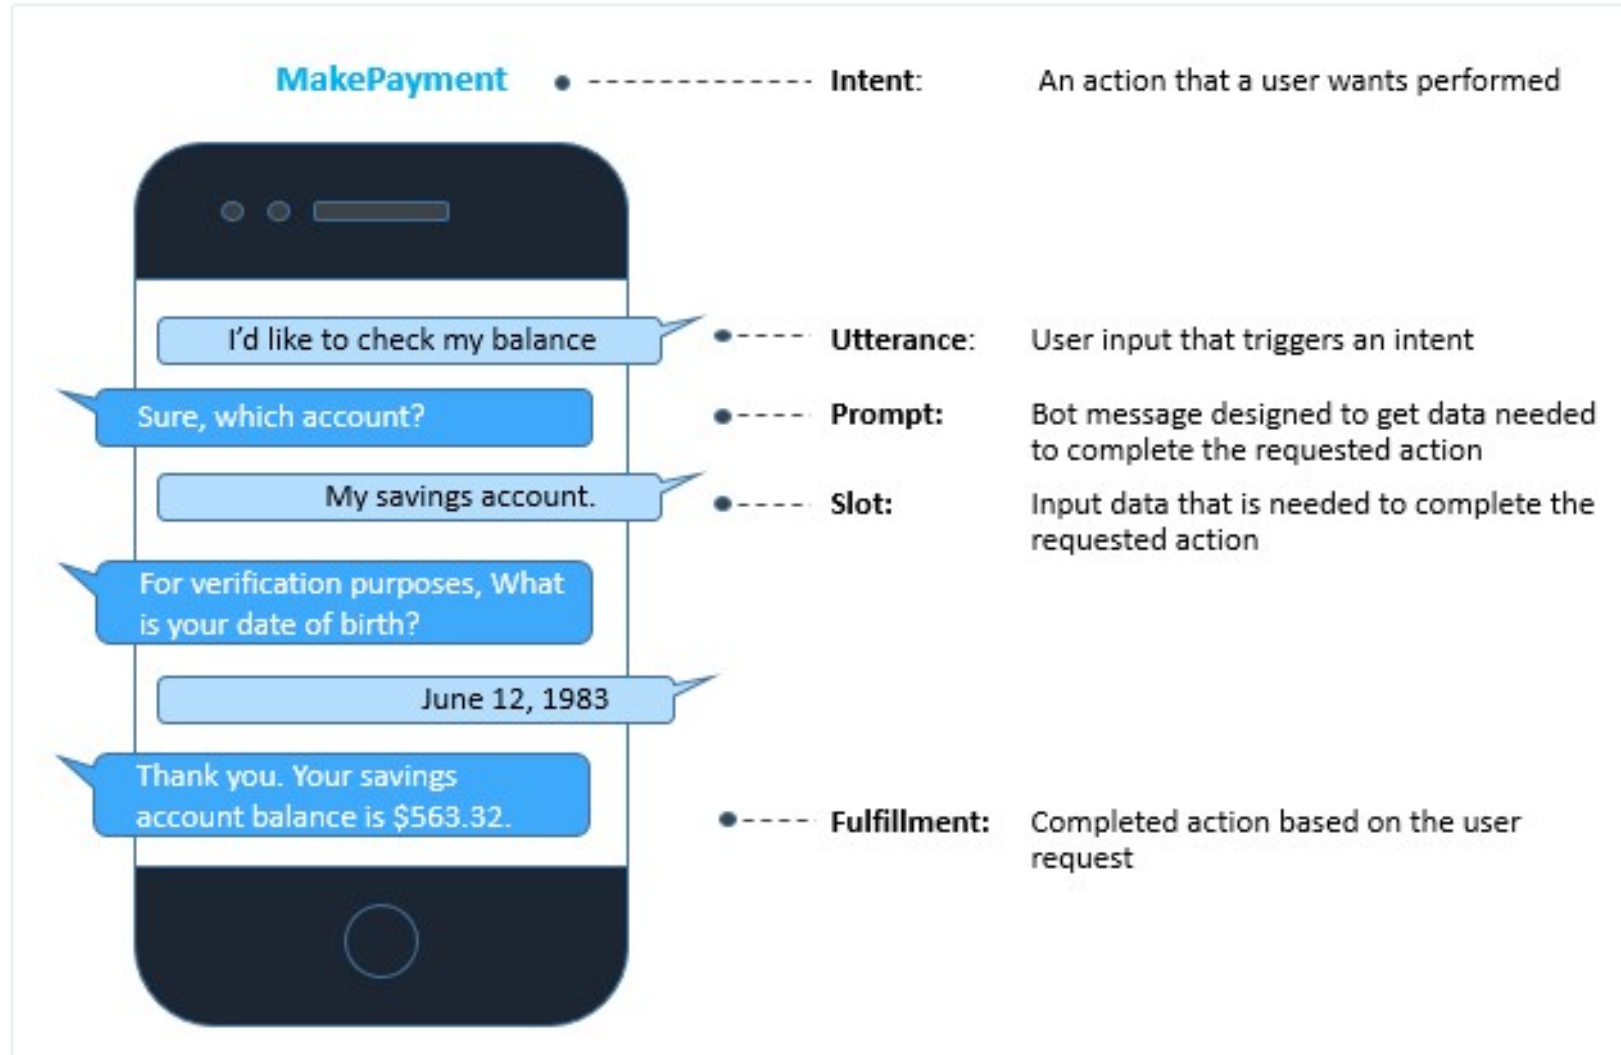 MakePayment Intent: An action that a user wants performed
I'd like to check my balance
Utterance: User input that triggers an intent
Sure, which account?
Prompt: Bot message designed to get data needed
to complete the requested action
My savings account.
Slot: Input data that is needed to complete the
requested action
For verification purposes, What
is your date of birth?
June 12, 1983
Thank you. Your savings
account balance is $563.32.
Fulfillment: Completed action based on the user
request